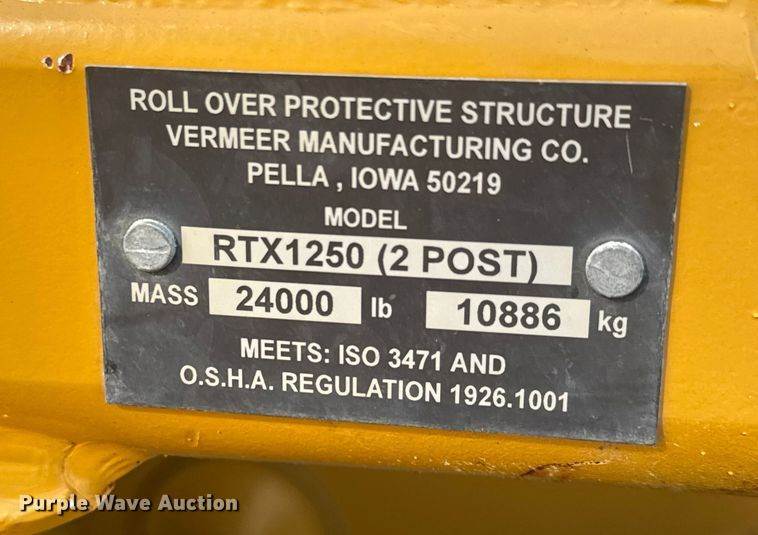 ROLL OVER PROTECTIVE STRUCTURE
VERMEER MANUFACTURING CO.
PELLA , IOWA 50219
MODEL
RTX1250 (2 POST)
MASS 24000 lb 10886 kg
MEETS: ISO 3471 AND
O.S.H.A. REGULATION 1926.1001
Purple Wave Auction